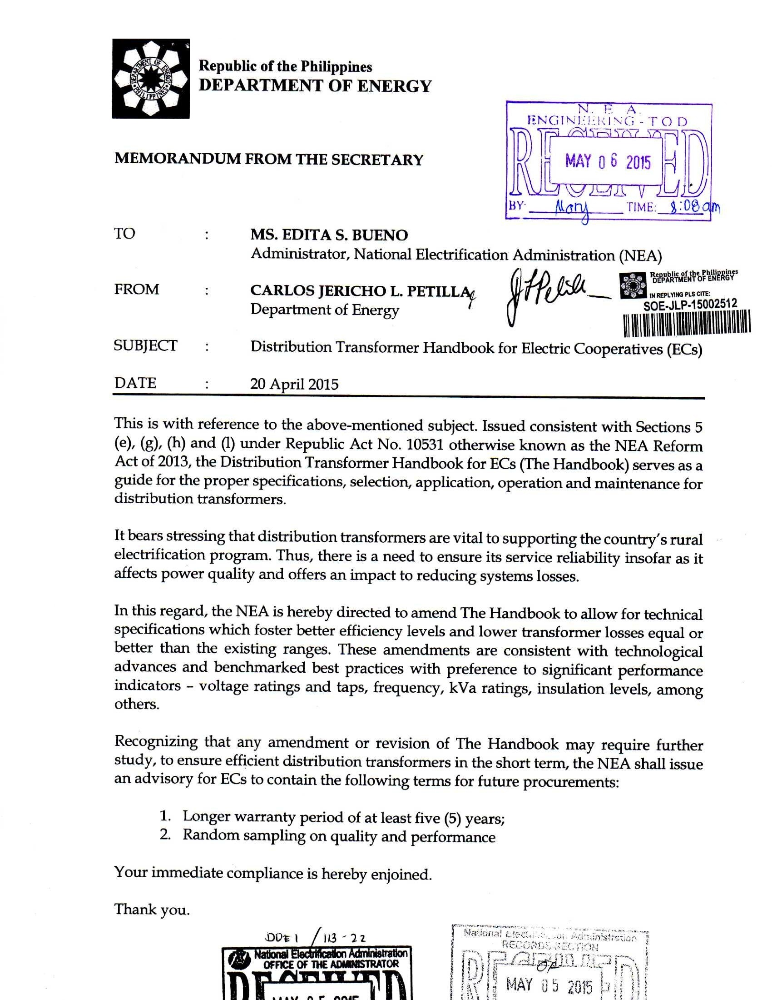 Republic of the Philippines
DEPARTMENT OF ENERGY
N. E. A.
ENGINEERING - T O D
RECEIVED
MAY 06 2015
BY: Mary TIME: 8:08 am
MEMORANDUM FROM THE SECRETARY
TO : MS. EDITA S. BUENO
Administrator, National Electrification Administration (NEA)
FROM : CARLOS JERICHO L. PETILLA
Department of Energy
Republic of the Philippines
DEPARTMENT OF ENERGY
IN REPLYING PLS CITE:
SOE-JLP-15002512
SUBJECT : Distribution Transformer Handbook for Electric Cooperatives (ECs)
DATE : 20 April 2015
This is with reference to the above-mentioned subject. Issued consistent with Sections 5
(e), (g), (h) and (l) under Republic Act No. 10531 otherwise known as the NEA Reform
Act of 2013, the Distribution Transformer Handbook for ECs (The Handbook) serves as a
guide for the proper specifications, selection, application, operation and maintenance for
distribution transformers.
It bears stressing that distribution transformers are vital to supporting the country's rural
electrification program. Thus, there is a need to ensure its service reliability insofar as it
affects power quality and offers an impact to reducing systems losses.
In this regard, the NEA is hereby directed to amend The Handbook to allow for technical
specifications which foster better efficiency levels and lower transformer losses equal or
better than the existing ranges. These amendments are consistent with technological
advances and benchmarked best practices with preference to significant performance
indicators – voltage ratings and taps, frequency, kVa ratings, insulation levels, among
others.
Recognizing that any amendment or revision of The Handbook may require further
study, to ensure efficient distribution transformers in the short term, the NEA shall issue
an advisory for ECs to contain the following terms for future procurements:
1. Longer warranty period of at least five (5) years;
2. Random sampling on quality and performance
Your immediate compliance is hereby enjoined.
Thank you.
National Electrification Administration
OFFICE OF THE ADMINISTRATOR
RECEIVED
National Electrification Administration
RECORDS SECTION
RECEIVED
MAY 05 2015